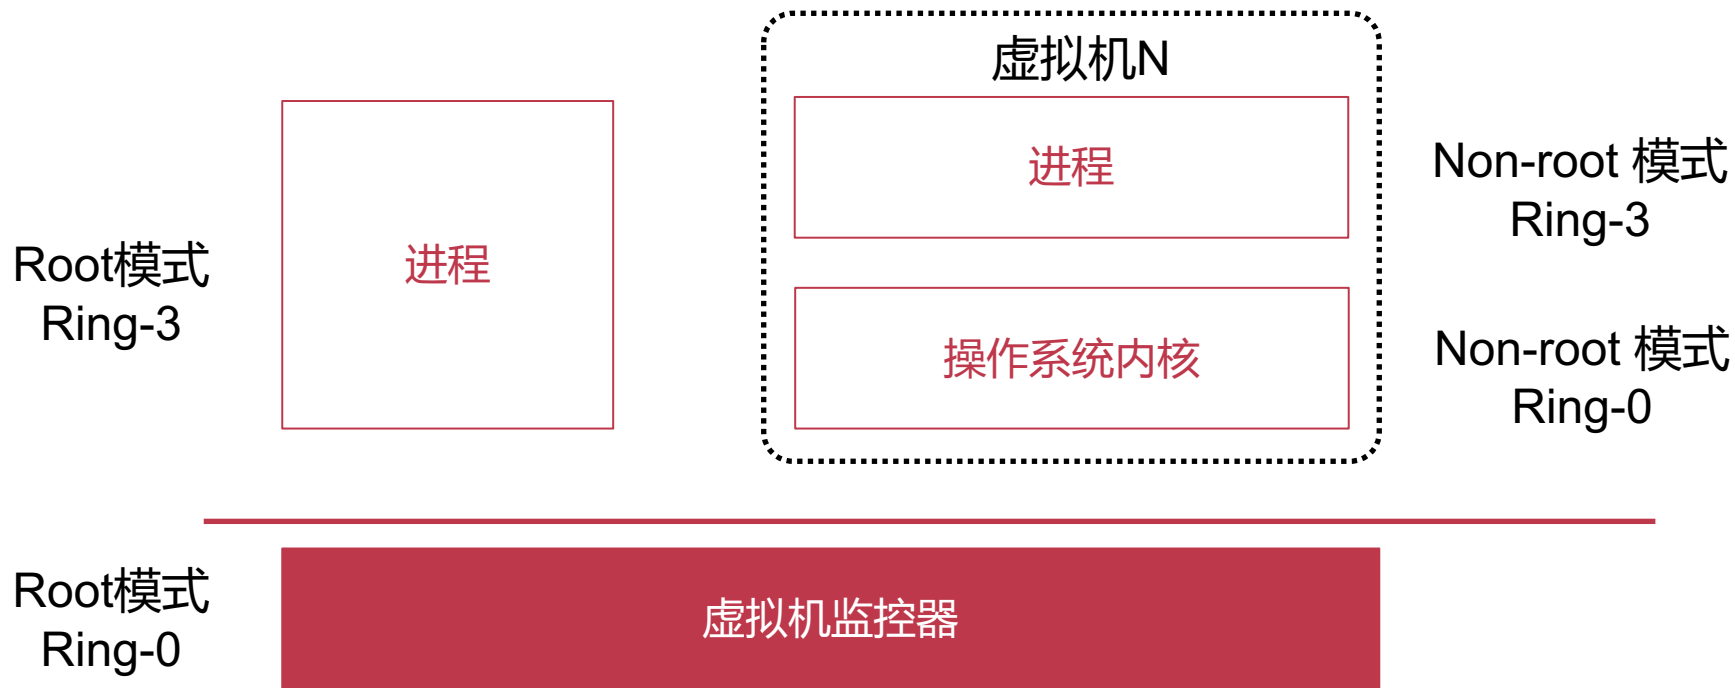 虚拟机N
进程
Non-root 模式
Ring-3
Root模式
Ring-3
进程
操作系统内核
Non-root 模式
Ring-0
Root模式
Ring-0
虚拟机监控器